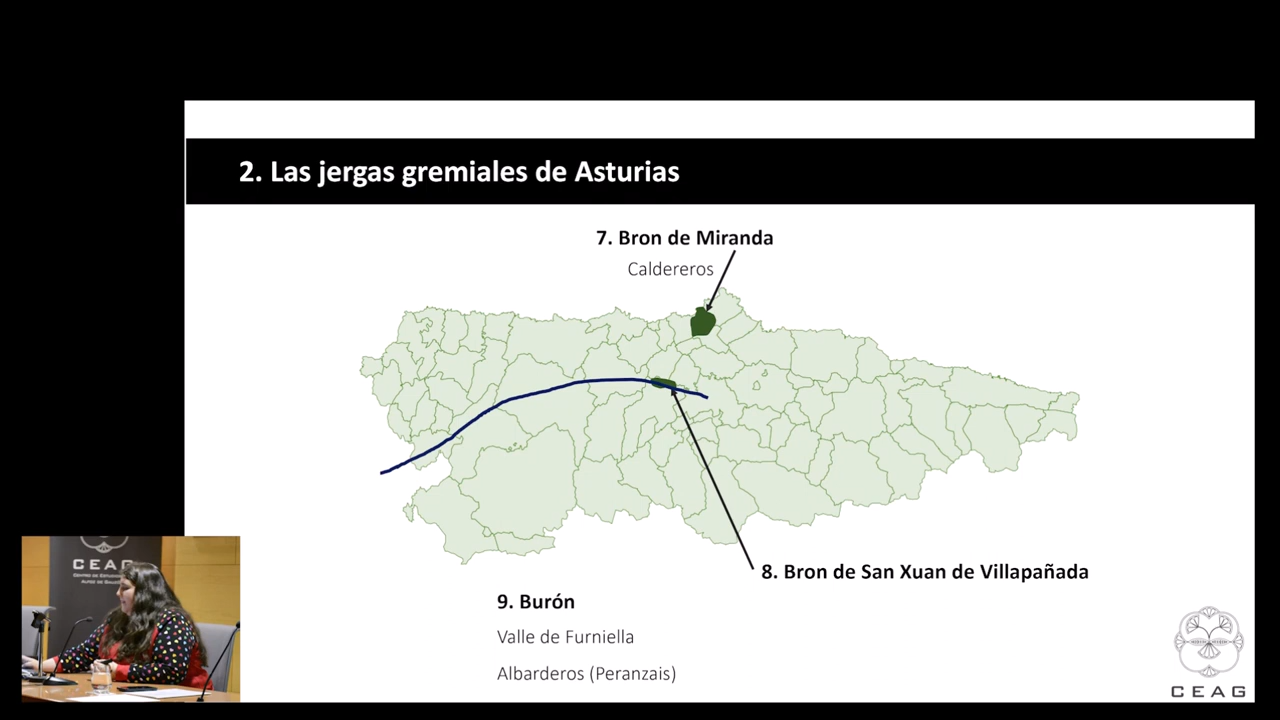 2. Las jergas gremiales de Asturias
7. Bron de Miranda
Caldereros
8. Bron de San Xuan de Villapañada
9. Burón
Valle de Furniella
Albarderos (Peranzais)
CEAG
CEAG